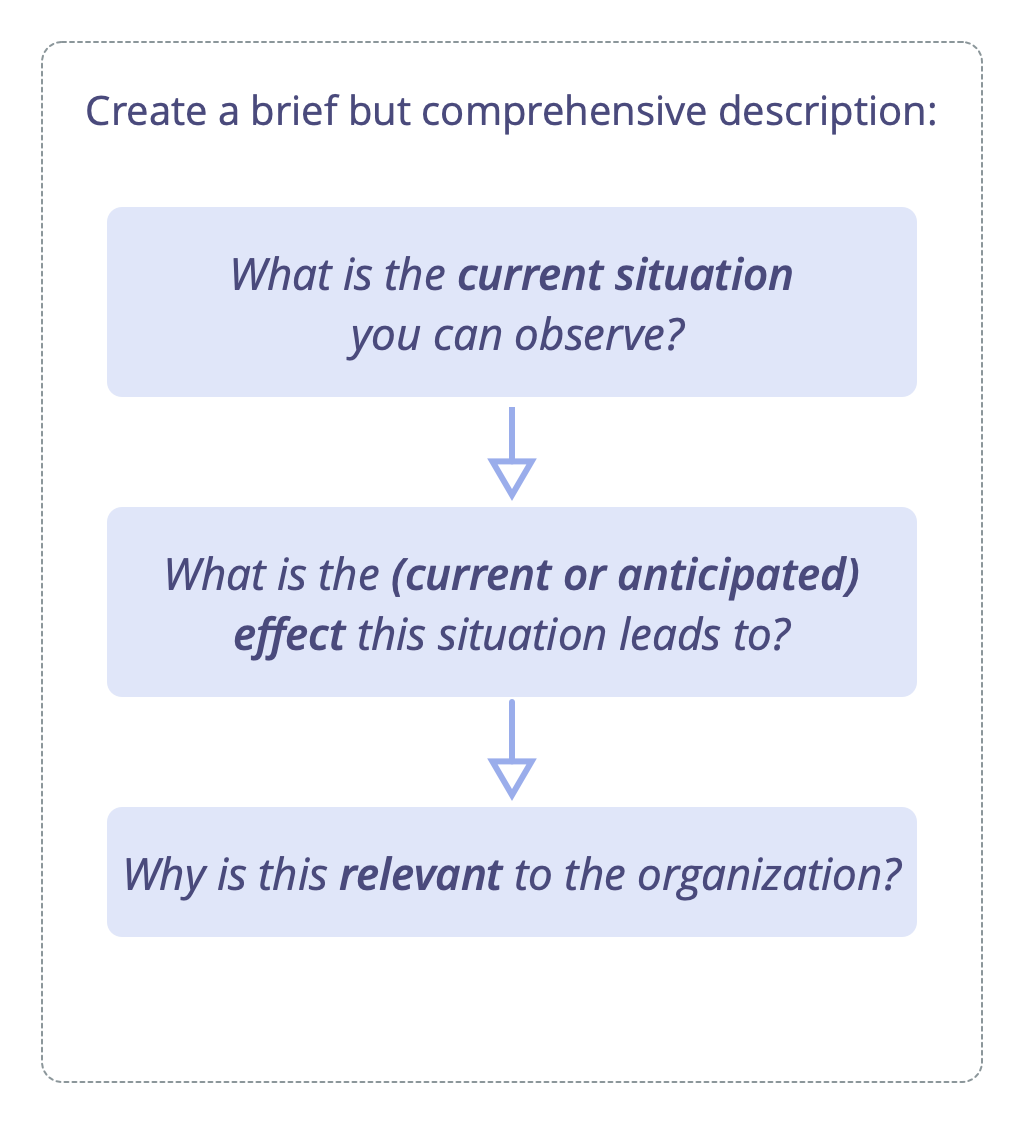 Create a brief but comprehensive description:
What is the current situation
you can observe?
What is the (current or anticipated)
effect this situation leads to?
Why is this relevant to the organization?